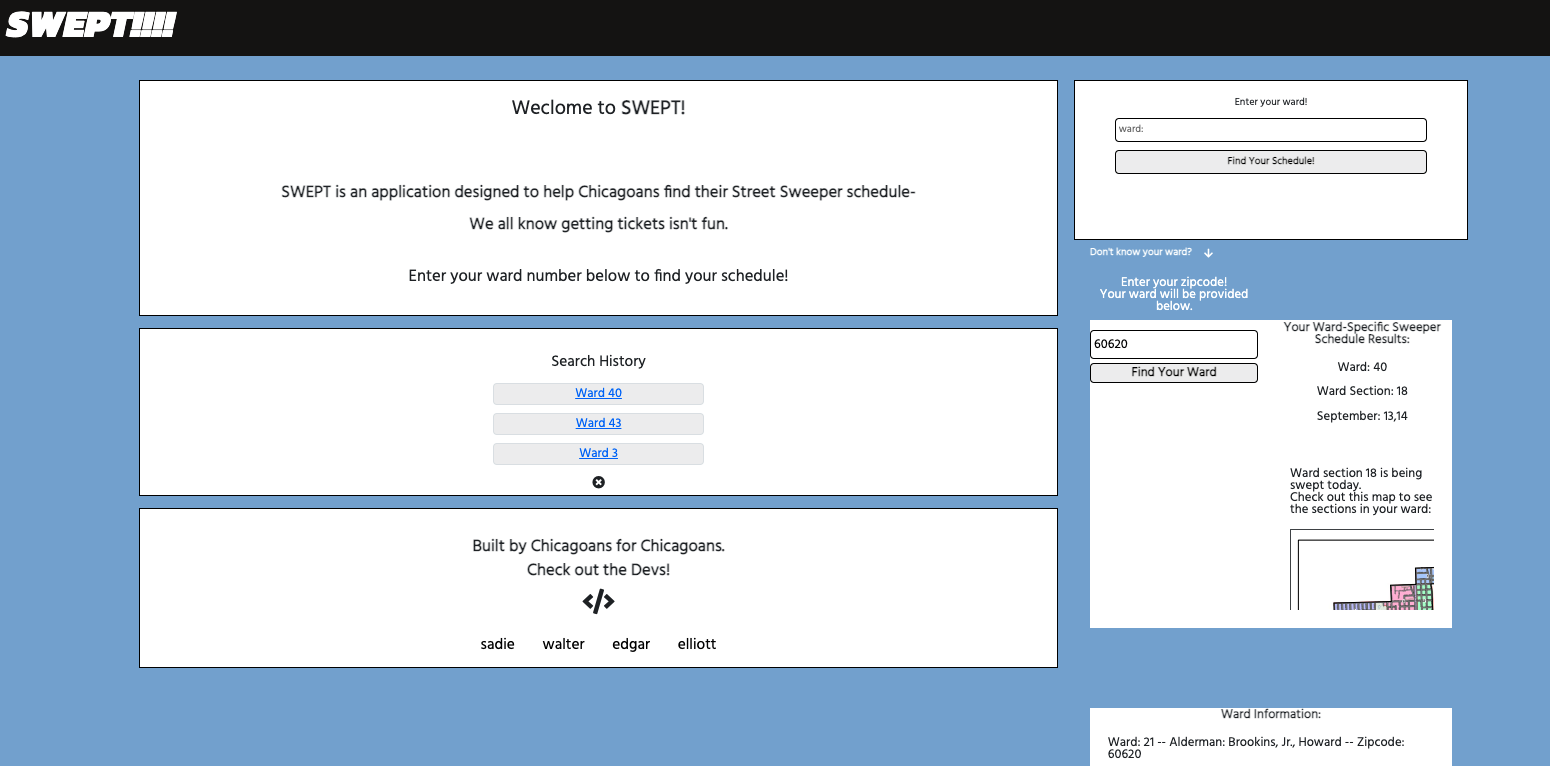 SWEPT!!!!
Weclome to SWEPT!
SWEPT is an application designed to help Chicagoans find their Street Sweeper schedule-
We all know getting tickets isn't fun.
Enter your ward number below to find your schedule!
Search History
Ward 40
Ward 43
Ward 3
Built by Chicagoans for Chicagoans.
Check out the Devs!
</>
sadie walter edgar elliott
Enter your ward!
ward:
Find Your Schedule!
Don't know your ward?
Enter your zipcode!
Your ward will be provided
below.
60620
Find Your Ward
Your Ward-Specific Sweeper
Schedule Results:
Ward: 40
Ward Section: 18
September: 13,14
Ward section 18 is being
swept today.
Check out this map to see
the sections in your ward:
Ward Information:
Ward: 21 -- Alderman: Brookins, Jr., Howard -- Zipcode:
60620